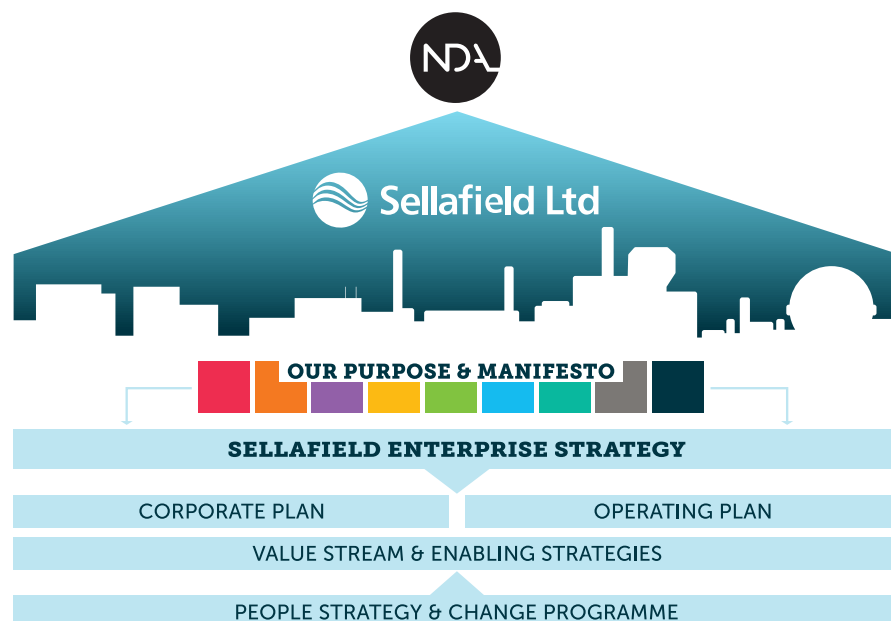 NDA
Sellafield Ltd
OUR PURPOSE & MANIFESTO
SELLAFIELD ENTERPRISE STRATEGY
CORPORATE PLAN
OPERATING PLAN
VALUE STREAM & ENABLING STRATEGIES
PEOPLE STRATEGY & CHANGE PROGRAMME